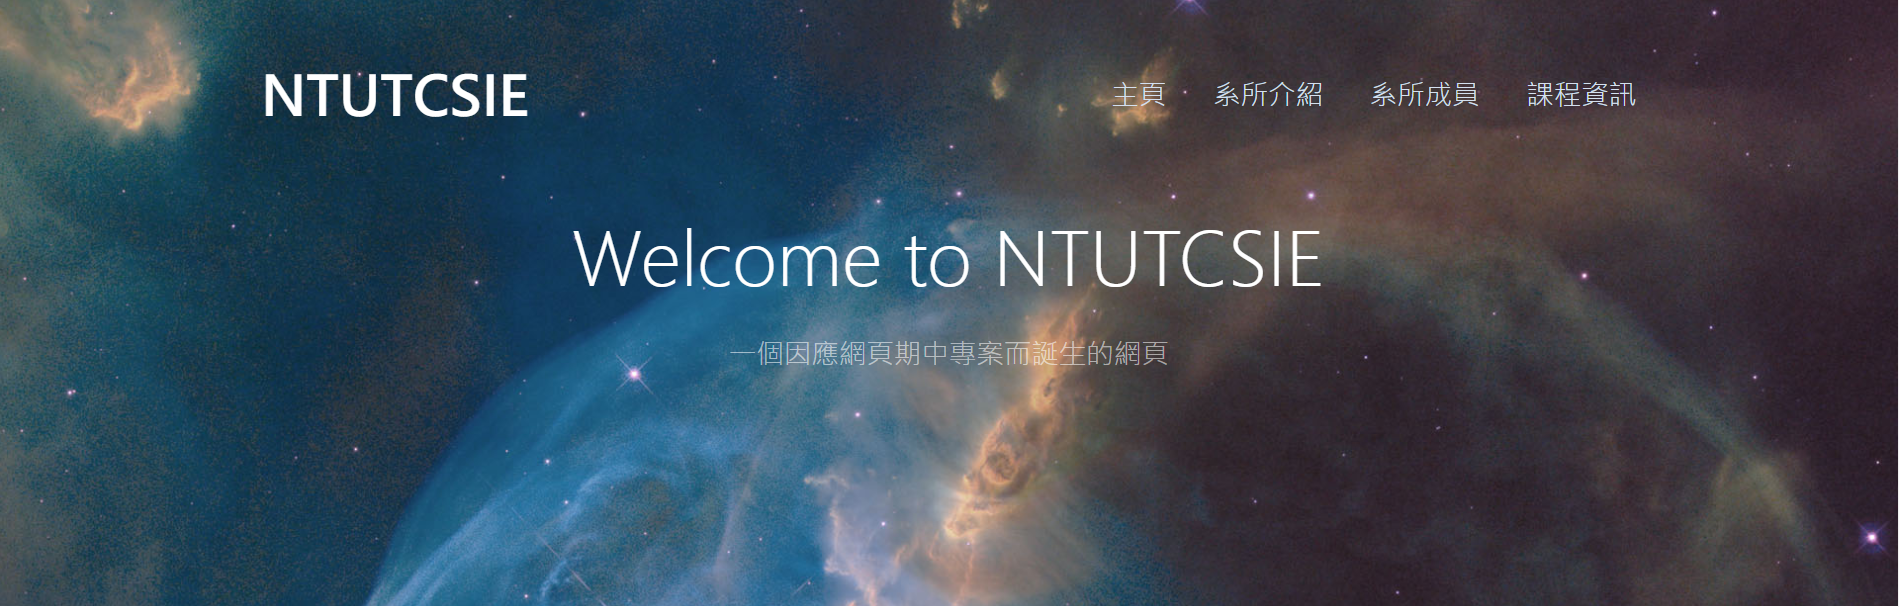 NTUTCSIE
主頁 系所介紹 系所成員 課程資訊
Welcome to NTUTCSIE
一個因應網頁期中專案而誕生的網頁